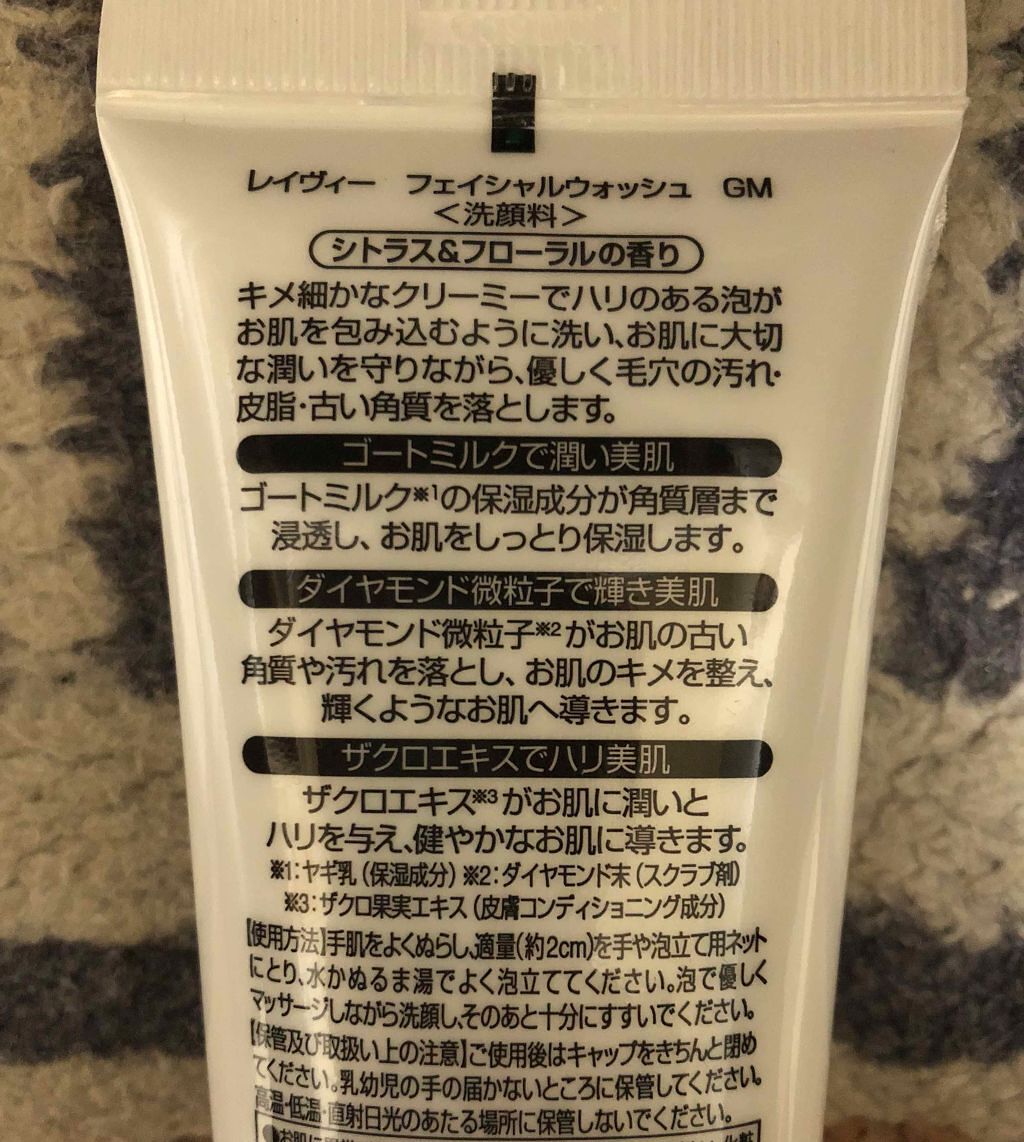 レイヴィー　フェイシャルウォッシュ　GM
＜洗顔料＞
シトラス&フローラルの香り
キメ細かなクリーミーでハリのある泡が
お肌を包み込むように洗い、お肌に大切
な潤いを守りながら、優しく毛穴の汚れ・
皮脂・古い角質を落とします。
ゴートミルクで潤い美肌
ゴートミルク※1の保湿成分が角質層まで
浸透し、お肌をしっとり保湿します。
ダイヤモンド微粒子で輝き美肌
ダイヤモンド微粒子※2がお肌の古い
角質や汚れを落とし、お肌のキメを整え、
輝くようなお肌へ導きます。
ザクロエキスでハリ美肌
ザクロエキス※3がお肌に潤いと
ハリを与え、健やかなお肌に導きます。
※1：ヤギ乳（保湿成分）※2：ダイヤモンド末（スクラブ剤）
※3：ザクロ果実エキス（皮膚コンディショニング成分）
【使用方法】手肌をよくぬらし、適量(約2cm)を手や泡立て用ネット
にとり、水かぬるま湯でよく泡立ててください。泡で優しく
マッサージしながら洗顔し、そのあと十分にすすいでください。
【保管及び取扱い上の注意】ご使用後はキャップをきちんと閉め
てください。乳幼児の手の届かないところに保管してください。
高温・低温・直射日光のあたる場所に保管しないでください。